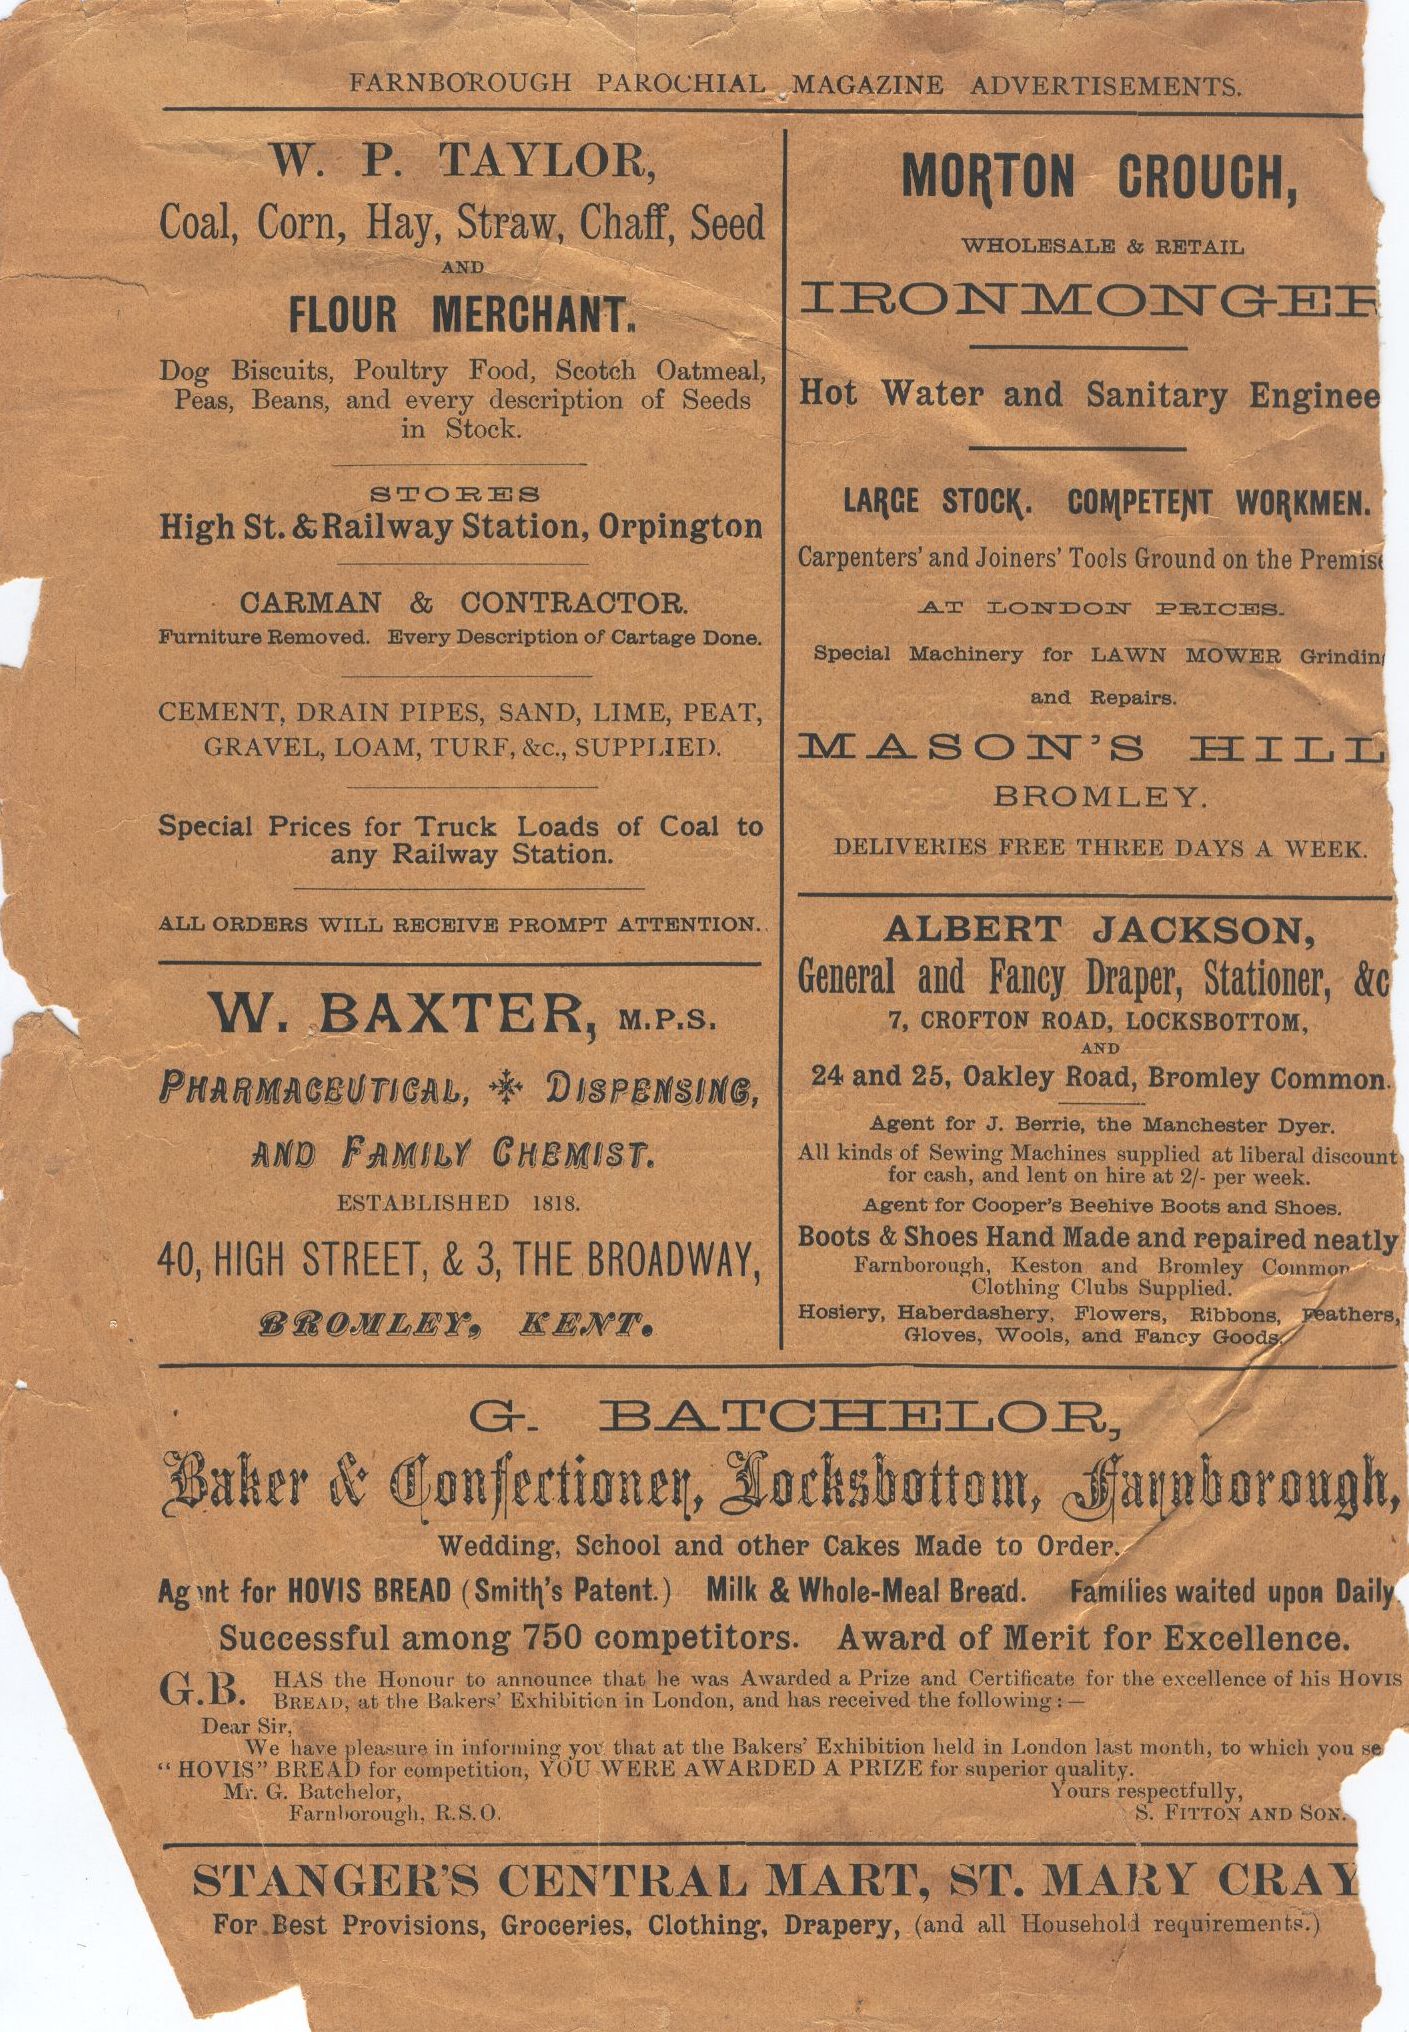 FARNBOROUGH PAROCHIAL MAGAZINE ADVERTISEMENTS.
W. P. TAYLOR,
Coal, Corn, Hay, Straw, Chaff, Seed
AND
FLOUR MERCHANT.
Dog Biscuits, Poultry Food, Scotch Oatmeal,
Peas, Beans, and every description of Seeds
in Stock.
STORES
High St. & Railway Station, Orpington
CARMAN & CONTRACTOR.
Furniture Removed. Every Description of Cartage Done.
CEMENT, DRAIN PIPES, SAND, LIME, PEAT,
GRAVEL, LOAM, TURF, &c., SUPPLIED.
Special Prices for Truck Loads of Coal to
any Railway Station.
ALL ORDERS WILL RECEIVE PROMPT ATTENTION.
W. BAXTER, M.P.S.
PHARMACEUTICAL, DISPENSING,
AND FAMILY CHEMIST.
ESTABLISHED 1818.
40, HIGH STREET, & 3, THE BROADWAY,
BROMLEY, KENT.
MORTON CROUCH,
WHOLESALE & RETAIL
IRONMONGER
Hot Water and Sanitary Enginee
LARGE STOCK. COMPETENT WORKMEN.
Carpenters' and Joiners' Tools Ground on the Premise
AT LONDON PRICES.
Special Machinery for LAWN MOWER Grinding
and Repairs.
MASON'S HILL
BROMLEY.
DELIVERIES FREE THREE DAYS A WEEK.
ALBERT JACKSON,
General and Fancy Draper, Stationer, &c
7, CROFTON ROAD, LOCKSBOTTOM,
AND
24 and 25, Oakley Road, Bromley Common.
Agent for J. Berrie, the Manchester Dyer.
All kinds of Sewing Machines supplied at liberal discount
for cash, and lent on hire at 2/- per week.
Agent for Cooper's Beehive Boots and Shoes.
Boots & Shoes Hand Made and repaired neatly
Farnborough, Keston and Bromley Common
Clothing Clubs Supplied.
Hosiery, Haberdashery, Flowers, Ribbons, Feathers,
Gloves, Wools, and Fancy Goods.
G. BATCHELOR,
Baker & Confectioner, Locksbottom, Farnborough,
Wedding, School and other Cakes Made to Order.
Agent for HOVIS BREAD (Smith's Patent.) Milk & Whole-Meal Bread. Families waited upon Daily.
Successful among 750 competitors. Award of Merit for Excellence.
G.B. HAS the Honour to announce that he was Awarded a Prize and Certificate for the excellence of his HOVIS
BREAD, at the Bakers' Exhibition in London, and has received the following:—
Dear Sir,
We have pleasure in informing you that at the Bakers' Exhibition held in London last month, to which you se
"HOVIS" BREAD for competition, YOU WERE AWARDED A PRIZE for superior quality.
Mr. G. Batchelor, Yours respectfully,
Farnborough, R.S.O. S. FITTON AND SON.
STANGER'S CENTRAL MART, ST. MARY CRAY
For Best Provisions, Groceries, Clothing, Drapery, (and all Household requirements.)